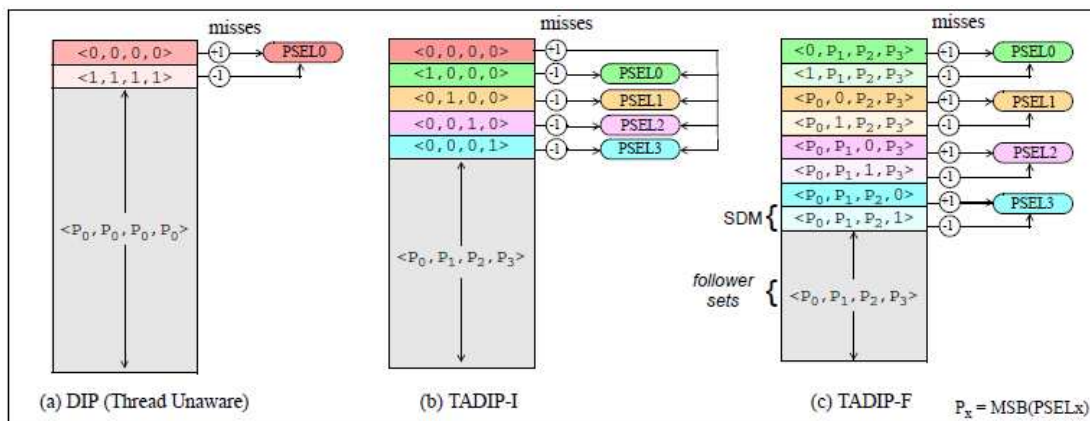 misses
<0,0,0,0> +1 PSEL0
<1,1,1,1> -1
<P0,P0,P0,P0>
(a) DIP (Thread Unaware)
misses
<0,0,0,0> +1
<1,0,0,0> -1 PSEL0
<0,1,0,0> -1 PSEL1
<0,0,1,0> -1 PSEL2
<0,0,0,1> -1 PSEL3
<P0,P1,P2,P3>
(b) TADIP-I
misses
<0,P1,P2,P3> +1 PSEL0
<1,P1,P2,P3> -1
<P0,0,P2,P3> +1 PSEL1
<P0,1,P2,P3> -1
<P0,P1,0,P3> +1 PSEL2
<P0,P1,1,P3> -1
<P0,P1,P2,0> +1 PSEL3
SDM { <P0,P1,P2,1> -1
follower
sets { <P0,P1,P2,P3>
(c) TADIP-F
Px = MSB(PSELx)